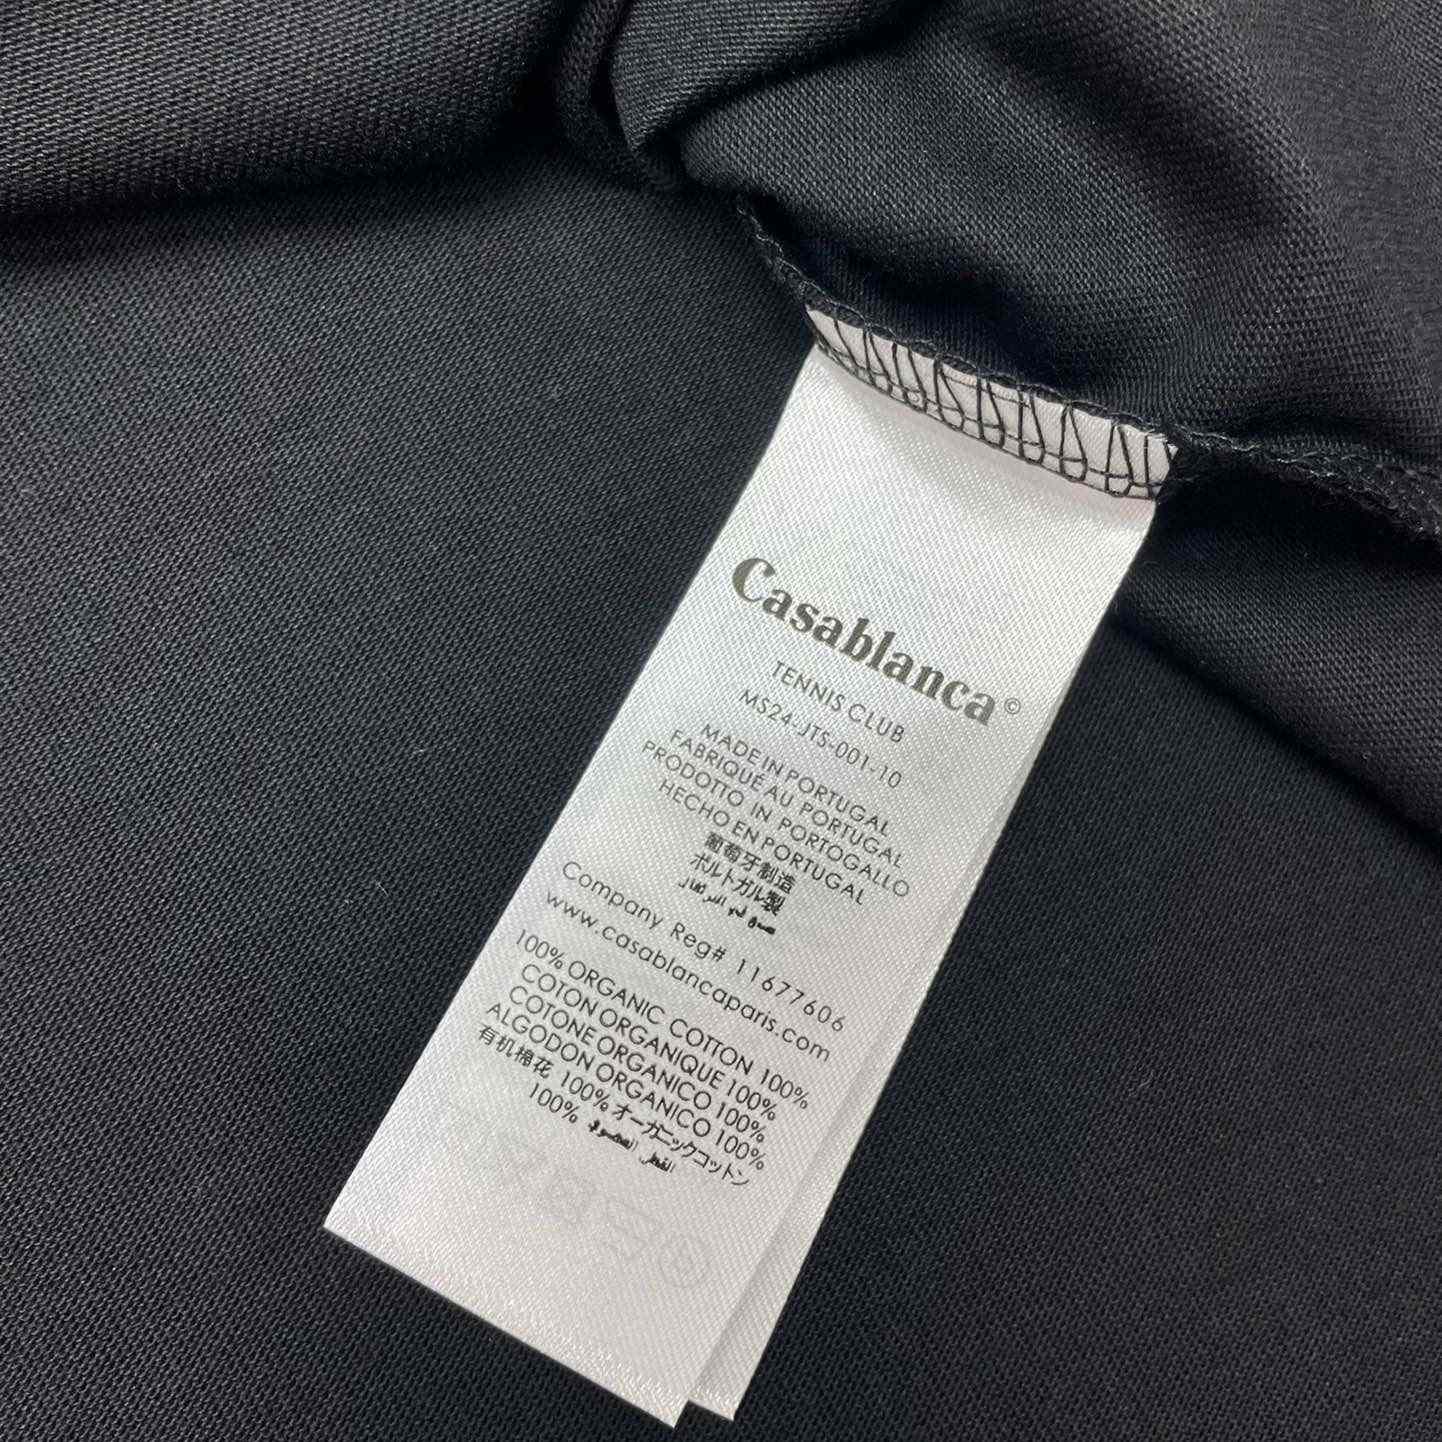 Casablanca©
TENNIS CLUB
MS24-JTS-001-10
MADE IN PORTUGAL
FABRIQUÉ AU PORTUGAL
PRODOTTO IN PORTOGALLO
HECHO EN PORTUGAL
葡萄牙制造
ポルトガル製
Company Reg# 11677606
www.casablancaparis.com
100% ORGANIC COTTON 100%
COTON ORGANIQUE 100%
COTONE ORGANICO 100%
ALGODON ORGANICO 100%
有机棉花 100% オーガニックコットン
100% القطن العضوي